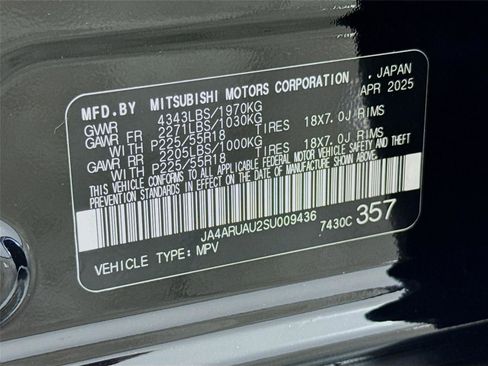 MFD.BY MITSUBISHI MOTORS CORPORATION, JAPAN
GVWR 4343LBS/1970KG APR 2025
GAWR FR 2271LBS/1030KG
WITH P225/55R18 TIRES 18X7.0J RIMS
GAWR RR 2205LBS/1000KG
WITH P225/55R18 TIRES 18X7.0J RIMS
THIS VEHICLE CONFORMS TO ALL APPLICABLE FEDERAL MOTOR VEHICLE SAFETY AND THEFT
PREVENTION STANDARDS IN EFFECT ON THE DATE OF MANUFACTURE SHOWN ABOVE.
JA4ARUAU2SU009436 7430C 357
VEHICLE TYPE: MPV